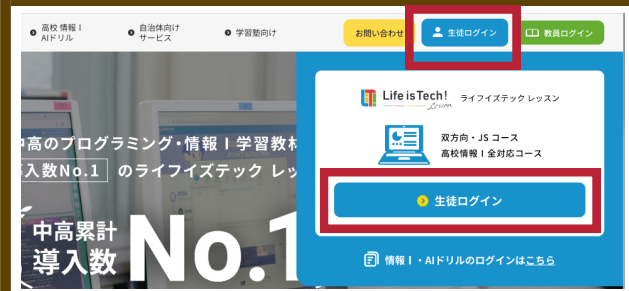 高校 情報Ⅰ
AIドリル
自治体向け
サービス
学習塾向け
お問い合わせ
生徒ログイン
教員ログイン
Life is Tech!
Lesson
ライフイズテック レッスン
双方向・JS コース
高校情報Ⅰ全対応コース
生徒ログイン
情報Ⅰ・AIドリルのログインはこちら
中高のプログラミング・情報Ⅰ学習教材
導入数No.1 のライフイズテック レッ
中高累計
導入数
No.1